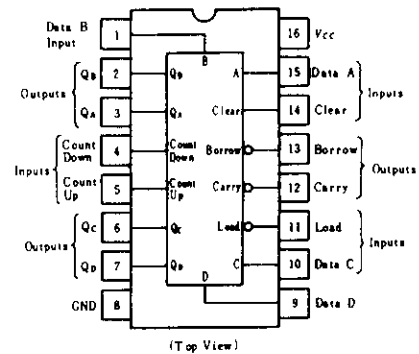 Data B
Input
1
16
Vcc
B
Outputs
QB
2
QB
A
15
Data A
Inputs
QA
3
QA
Clear
14
Clear
Inputs
Count
Down
4
Count
Down
Borrow
13
Borrow
Outputs
Count
Up
5
Count
Up
Carry
12
Carry
Outputs
QC
6
QC
Load
11
Load
Inputs
QD
7
QD
C
10
Data C
D
GND
8
9
Data D
(Top View)